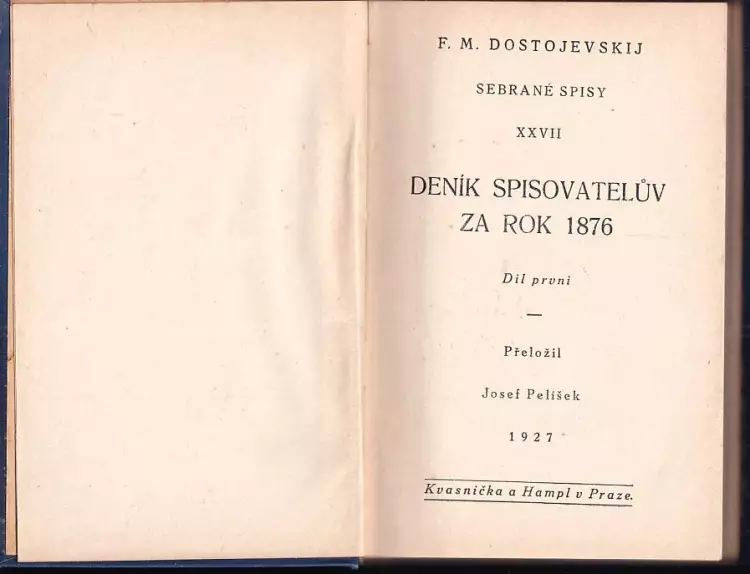 F. M. DOSTOJEVSKIJ
SEBRANÉ SPISY
XXVII
DENÍK SPISOVATELŮV
ZA ROK 1876
Díl první
—
Přeložil
Josef Pelíšek
1927
Kvasnička a Hampl v Praze.